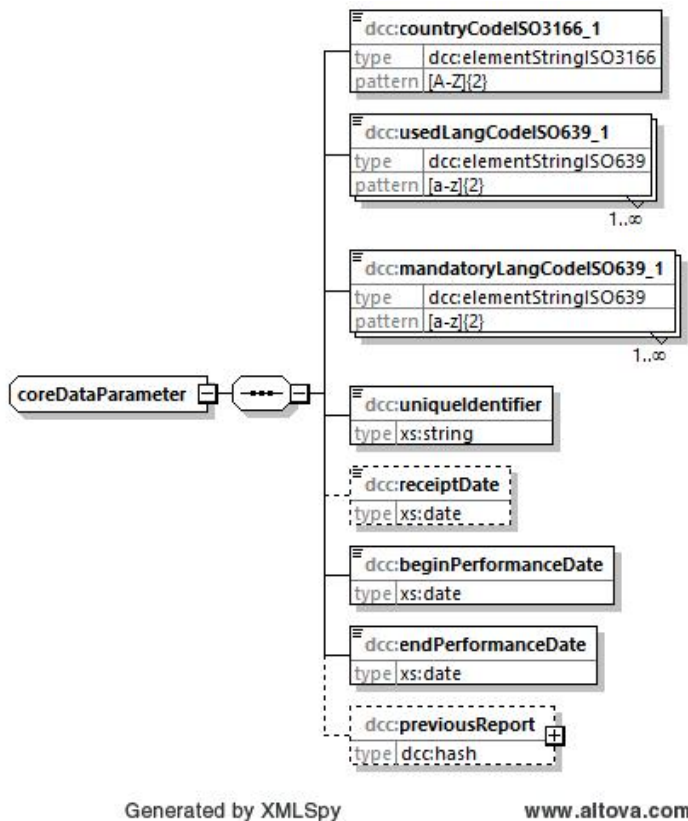 dcc:countryCodeISO3166_1
type dcc:elementStringISO3166
pattern [A-Z]{2}
dcc:usedLangCodeISO639_1
type dcc:elementStringISO639
pattern [a-z]{2}
1..∞
dcc:mandatoryLangCodeISO639_1
type dcc:elementStringISO639
pattern [a-z]{2}
1..∞
coreDataParameter
dcc:uniqueIdentifier
type xs:string
dcc:receiptDate
type xs:date
dcc:beginPerformanceDate
type xs:date
dcc:endPerformanceDate
type xs:date
dcc:previousReport
type dcc:hash
Generated by XMLSpy www.altova.com